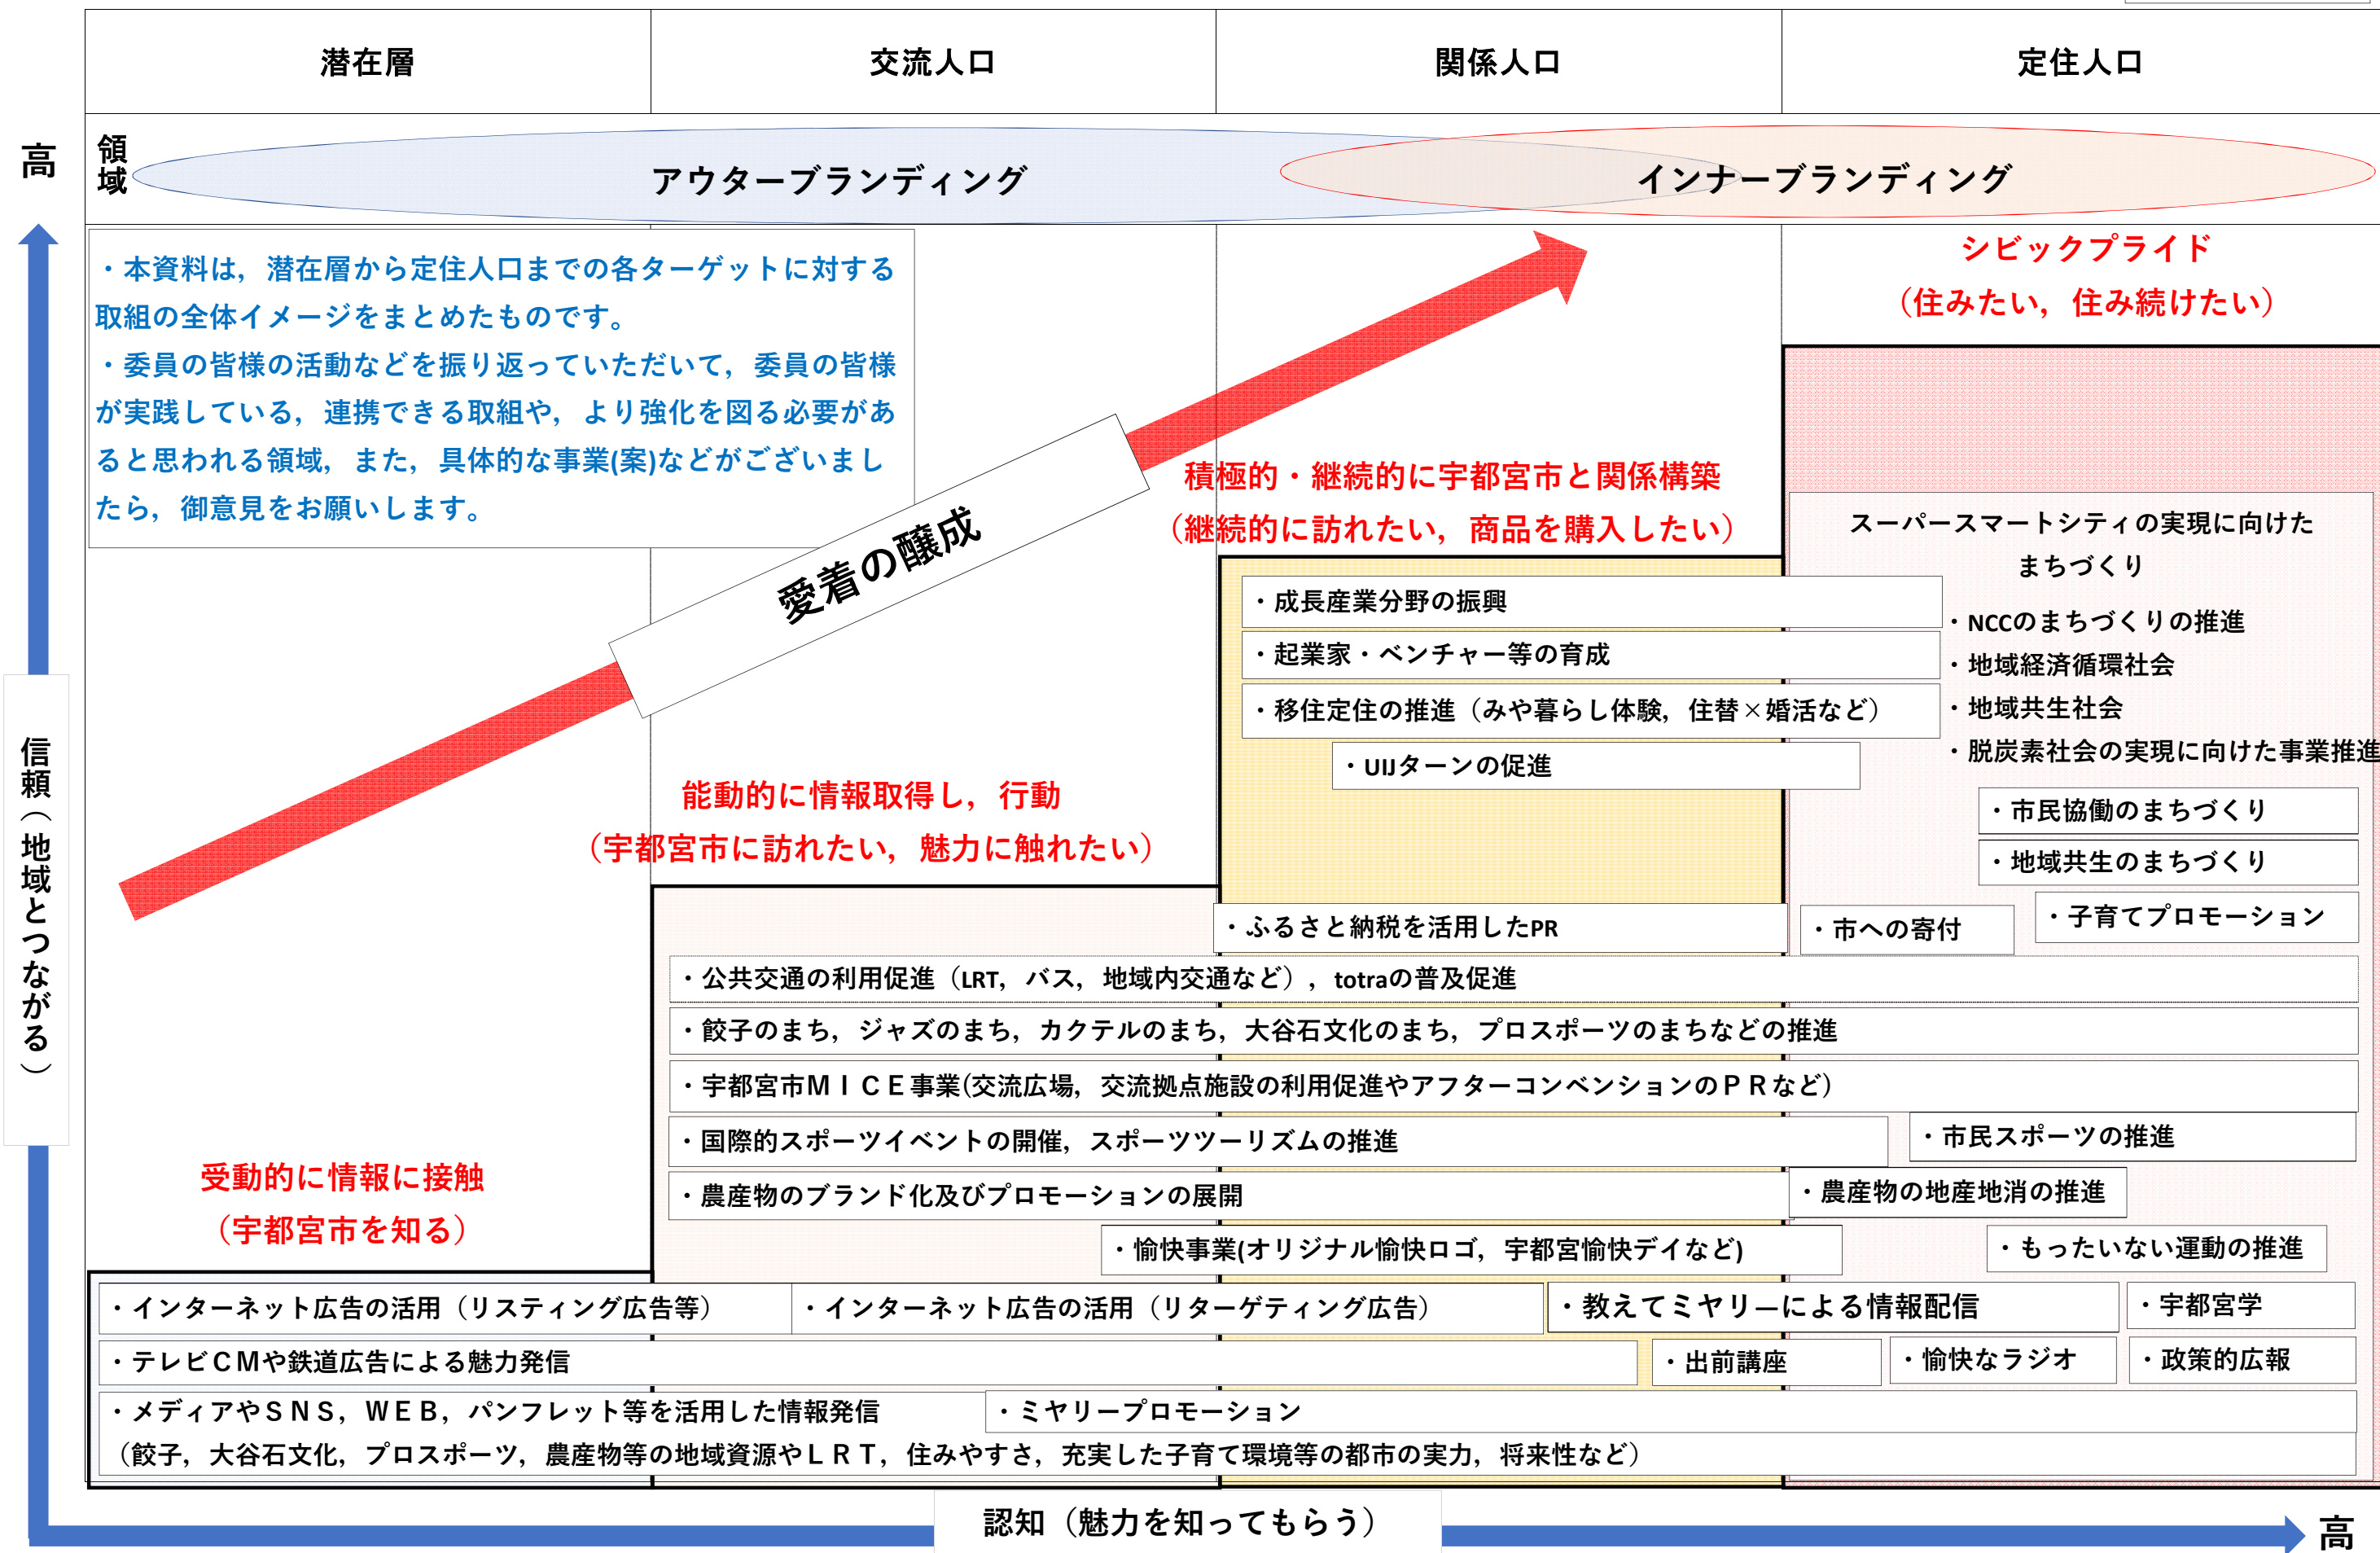 潜在層
交流人口
関係人口
定住人口
高
領域
アウターブランディング
インナーブランディング
・本資料は，潜在層から定住人口までの各ターゲットに対する
取組の全体イメージをまとめたものです。
・委員の皆様の活動などを振り返っていただいて，委員の皆様
が実践している，連携できる取組や，より強化を図る必要があ
ると思われる領域，また，具体的な事業(案)などがございまし
たら，御意見をお願いします。
シビックプライド
（住みたい，住み続けたい）
愛着の醸成
積極的・継続的に宇都宮市と関係構築
（継続的に訪れたい，商品を購入したい）
スーパースマートシティの実現に向けた
まちづくり
・NCCのまちづくりの推進
・地域経済循環社会
・地域共生社会
・脱炭素社会の実現に向けた事業推進
・成長産業分野の振興
・起業家・ベンチャー等の育成
・移住定住の推進（みや暮らし体験，住替×婚活など）
・UIJターンの促進
信頼（地域とつながる）
能動的に情報取得し，行動
（宇都宮市に訪れたい，魅力に触れたい）
・市民協働のまちづくり
・地域共生のまちづくり
・ふるさと納税を活用したPR
・市への寄付
・子育てプロモーション
・公共交通の利用促進（LRT，バス，地域内交通など）, totraの普及促進
・餃子のまち，ジャズのまち，カクテルのまち，大谷石文化のまち，プロスポーツのまちなどの推進
・宇都宮市ＭＩＣＥ事業(交流広場，交流拠点施設の利用促進やアフターコンベンションのＰＲなど)
・国際的スポーツイベントの開催，スポーツツーリズムの推進
・市民スポーツの推進
・農産物のブランド化及びプロモーションの展開
・農産物の地産地消の推進
受動的に情報に接触
（宇都宮市を知る）
・愉快事業(オリジナル愉快ロゴ，宇都宮愉快デイなど)
・もったいない運動の推進
・インターネット広告の活用（リスティング広告等）
・インターネット広告の活用（リターゲティング広告）
・教えてミヤリーによる情報配信
・宇都宮学
・テレビＣＭや鉄道広告による魅力発信
・出前講座
・愉快なラジオ
・政策的広報
・メディアやＳＮＳ，ＷＥＢ，パンフレット等を活用した情報発信
・ミヤリープロモーション
（餃子，大谷石文化，プロスポーツ，農産物等の地域資源やＬＲＴ，住みやすさ，充実した子育て環境等の都市の実力，将来性など）
認知（魅力を知ってもらう）
高